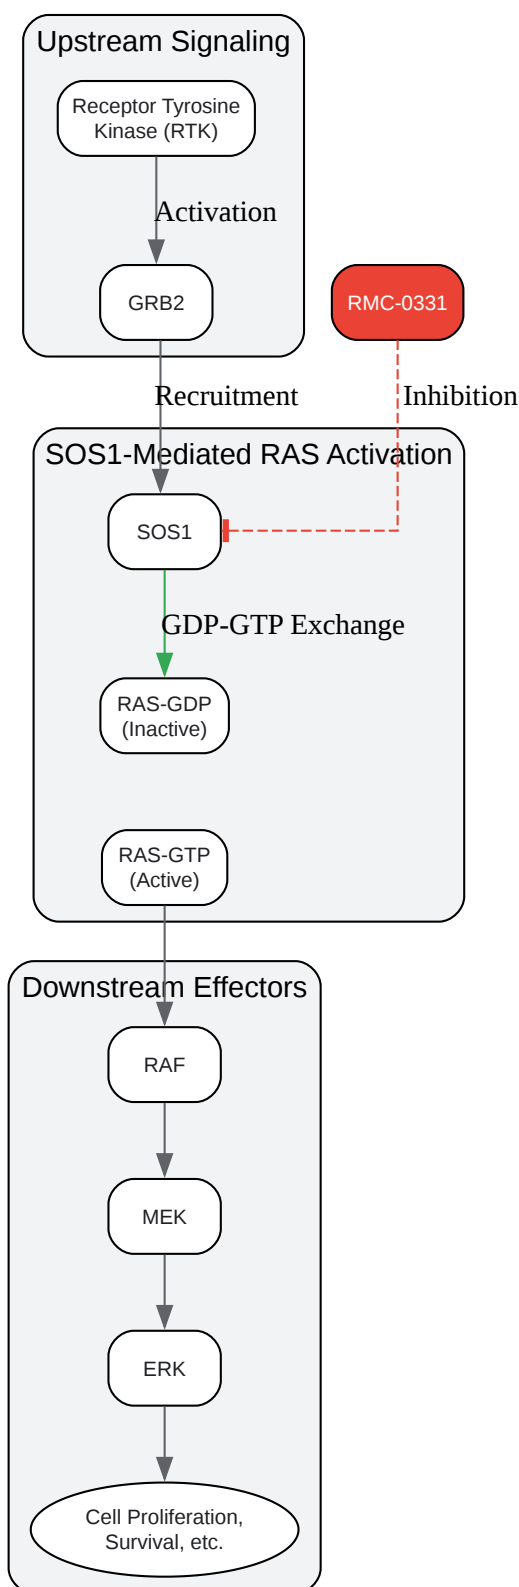 Upstream Signaling
Receptor Tyrosine
Kinase (RTK)
Activation
GRB2
RMC-0331
Recruitment
Inhibition
SOS1-Mediated RAS Activation
SOS1
GDP-GTP Exchange
RAS-GDP
(Inactive)
RAS-GTP
(Active)
Downstream Effectors
RAF
MEK
ERK
Cell Proliferation,
Survival, etc.